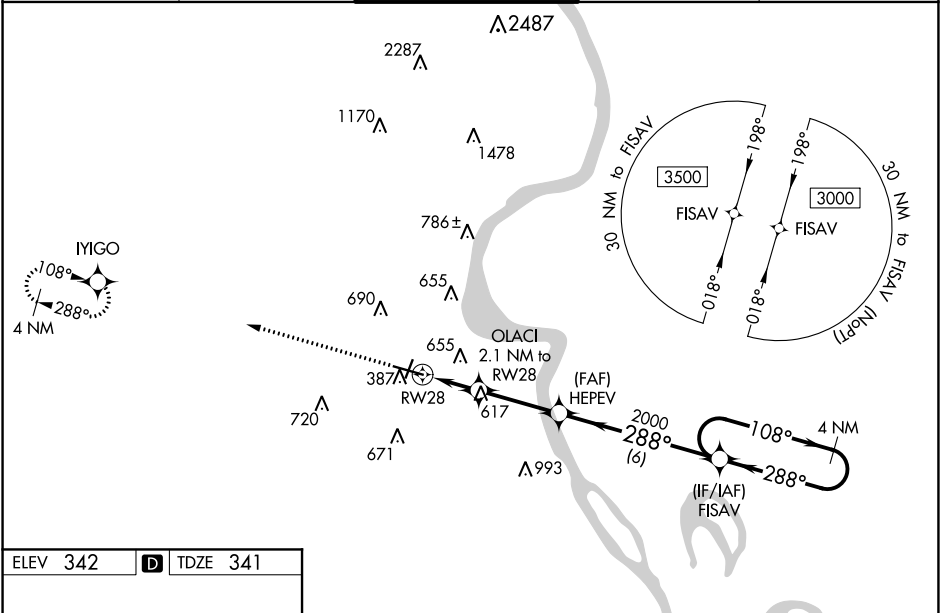 2487
2287
1170
1478
30 NM to FISAV
3500
198°
198°
3000
30 NM to FISAV (NoPT)
FISAV
FISAV
018°
018°
786±
IYIGO
108°
288°
4 NM
655
690
OLACI
2.1 NM to
RW28
655
387
RW28
617
(FAF)
HEPEV
720
671
2000
288°
(6)
108°
4 NM
288°
993
(IF/IAF)
FISAV
ELEV 342 D TDZE 341